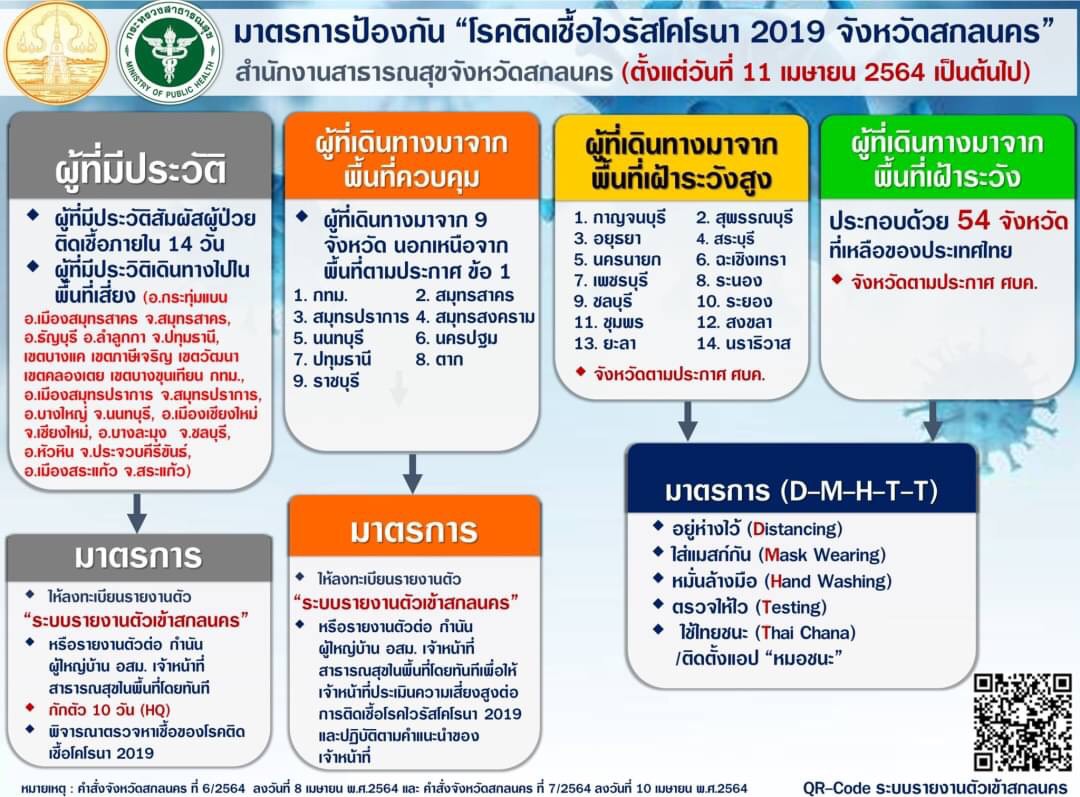 กระทรวงสาธารณสุข
MINISTRY OF PUBLIC HEALTH
มาตรการป้องกัน “โรคติดเชื้อไวรัสโคโรนา 2019 จังหวัดสกลนคร”
สำนักงานสาธารณสุขจังหวัดสกลนคร (ตั้งแต่วันที่ 11 เมษายน 2564 เป็นต้นไป)
ผู้ที่มีประวัติ
ผู้ที่มีประวัติสัมผัสผู้ป่วย
ติดเชื้อภายใน 14 วัน
ผู้ที่มีประวิติเดินทางไปใน
พื้นที่เสี่ยง (อ.กระทุ่มแบน
อ.เมืองสมุทรสาคร จ.สมุทรสาคร,
อ.ธัญบุรี อ.ลำลูกกา จ.ปทุมธานี,
เขตบางแค เขตภาษีเจริญ เขตวัฒนา
เขตคลองเตย เขตบางขุนเทียน กทม.,
อ.เมืองสมุทรปราการ จ.สมุทรปราการ,
อ.บางใหญ่ จ.นนทบุรี, อ.เมืองเชียงใหม่
จ.เชียงใหม่, อ.บางละมุง จ.ชลบุรี,
อ.หัวหิน จ.ประจวบคีรีขันธ์,
อ.เมืองสระแก้ว จ.สระแก้ว)
มาตรการ
ให้ลงทะเบียนรายงานตัว
“ระบบรายงานตัวเข้าสกลนคร”
หรือรายงานตัวต่อ กำนัน
ผู้ใหญ่บ้าน อสม. เจ้าหน้าที่
สาธารณสุขในพื้นที่โดยทันที
กักตัว 10 วัน (HQ)
พิจารณาตรวจหาเชื้อของโรคติด
เชื้อโคโรนา 2019
ผู้ที่เดินทางมาจาก
พื้นที่ควบคุม
ผู้ที่เดินทางมาจาก 9
จังหวัด นอกเหนือจาก
พื้นที่ตามประกาศ ข้อ 1
1. กทม. 2. สมุทรสาคร
3. สมุทรปราการ 4. สมุทรสงคราม
5. นนทบุรี 6. นครปฐม
7. ปทุมธานี 8. ตาก
9. ราชบุรี
มาตรการ
ให้ลงทะเบียนรายงานตัว
“ระบบรายงานตัวเข้าสกลนคร”
หรือรายงานตัวต่อ กำนัน
ผู้ใหญ่บ้าน อสม. เจ้าหน้าที่
สาธารณสุขในพื้นที่โดยทันทีเพื่อให้
เจ้าหน้าที่ประเมินความเสี่ยงสูงต่อ
การติดเชื้อโรคไวรัสโคโรนา 2019
และปฏิบัติตามคำแนะนำของ
เจ้าหน้าที่
ผู้ที่เดินทางมาจาก
พื้นที่เฝ้าระวังสูง
1. กาญจนบุรี 2. สุพรรณบุรี
3. อยุธยา 4. สระบุรี
5. นครนายก 6. ฉะเชิงเทรา
7. เพชรบุรี 8. ระนอง
9. ชลบุรี 10. ระยอง
11. ชุมพร 12. สงขลา
13. ยะลา 14. นราธิวาส
จังหวัดตามประกาศ ศบค.
ผู้ที่เดินทางมาจาก
พื้นที่เฝ้าระวัง
ประกอบด้วย 54 จังหวัด
ที่เหลือของประเทศไทย
จังหวัดตามประกาศ ศบค.
มาตรการ (D-M-H-T-T)
อยู่ห่างไว้ (Distancing)
ใส่แมสก์กัน (Mask Wearing)
หมั่นล้างมือ (Hand Washing)
ตรวจให้ไว (Testing)
ใช้ไทยชนะ (Thai Chana)
/ติดตั้งแอป “หมอชนะ”
หมายเหตุ : คำสั่งจังหวัดสกลนคร ที่ 6/2564 ลงวันที่ 8 เมษายน พ.ศ.2564 และ คำสั่งจังหวัดสกลนคร ที่ 7/2564 ลงวันที่ 10 เมษายน พ.ศ.2564
QR-Code ระบบรายงานตัวเข้าสกลนคร